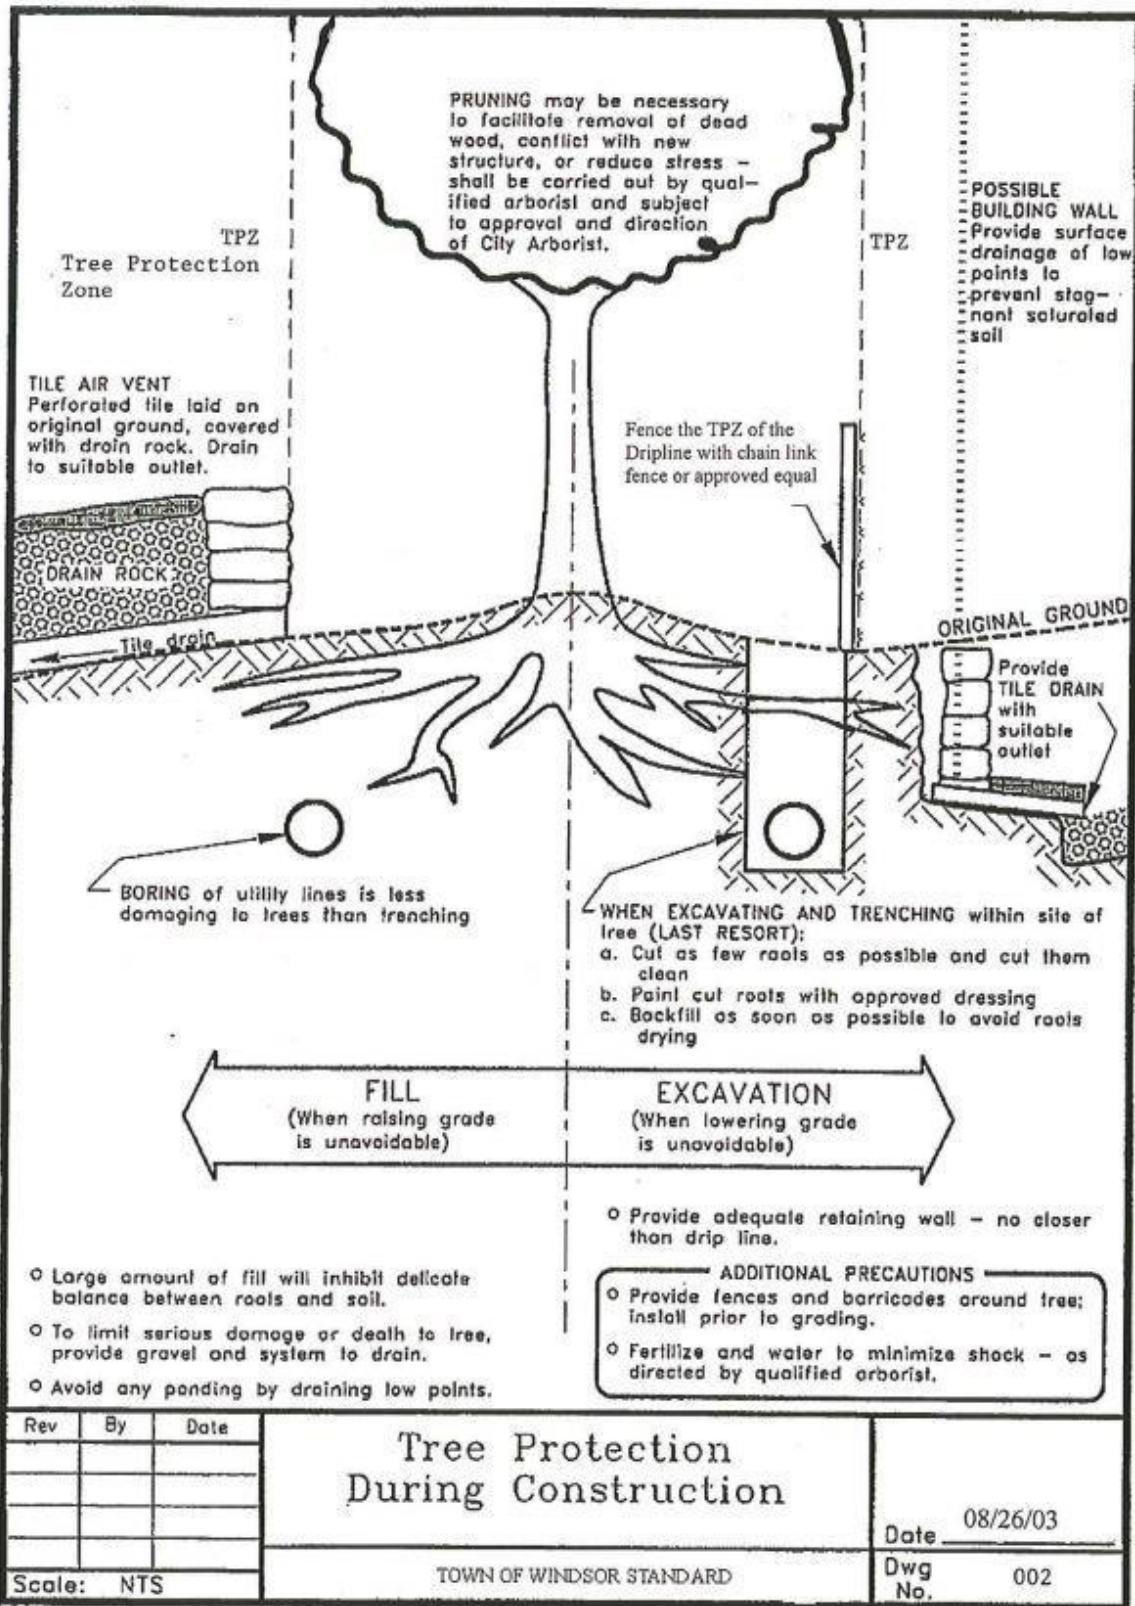 PRUNING may be necessary
to facilitate removal of dead
wood, conflict with new
structure, or reduce stress -
shall be carried out by qual-
ified arborist and subject
to approval and direction
of City Arborist.
TPZ
Tree Protection
Zone
TPZ
POSSIBLE
BUILDING WALL
Provide surface
drainage of low
points to
prevent stag-
nant saturated
soil
TILE AIR VENT
Perforated tile laid on
original ground, covered
with drain rock. Drain
to suitable outlet.
Fence the TPZ of the
Dripline with chain link
fence or approved equal
DRAIN ROCK
Tile drain
ORIGINAL GROUND
Provide
TILE DRAIN
with
suitable
outlet
BORING of utility lines is less
damaging to trees than trenching
WHEN EXCAVATING AND TRENCHING within site of
tree (LAST RESORT):
a. Cut as few roots as possible and cut them
clean
b. Paint cut roots with approved dressing
c. Backfill as soon as possible to avoid roots
drying
FILL
(When raising grade
is unavoidable)
EXCAVATION
(When lowering grade
is unavoidable)
o Large amount of fill will inhibit delicate
balance between roots and soil.
o To limit serious damage or death to tree,
provide gravel and system to drain.
o Avoid any ponding by draining low points.
o Provide adequate retaining wall - no closer
than drip line.
ADDITIONAL PRECAUTIONS
o Provide fences and barricades around tree;
install prior to grading.
o Fertilize and water to minimize shock - as
directed by qualified arborist.
Rev By Date
Scale: NTS
Tree Protection
During Construction
TOWN OF WINDSOR STANDARD
Date 08/26/03
Dwg
No. 002